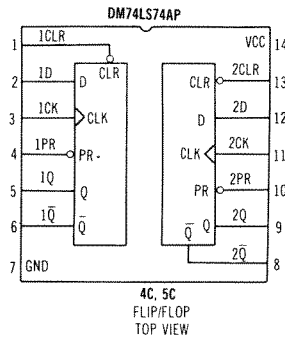 DM74LS74AP
1 1CLR VCC 14
CLR 2CLR 13
2 1D D CLR
D 2D 12
3 1CK CLK
CLK 2CK 11
4 1PR PR
PR 2PR 10
5 1Q Q
Q 2Q 9
6 1Q̅ Q̅
Q̅ 2Q̅ 8
7 GND
4C, 5C
FLIP/FLOP
TOP VIEW